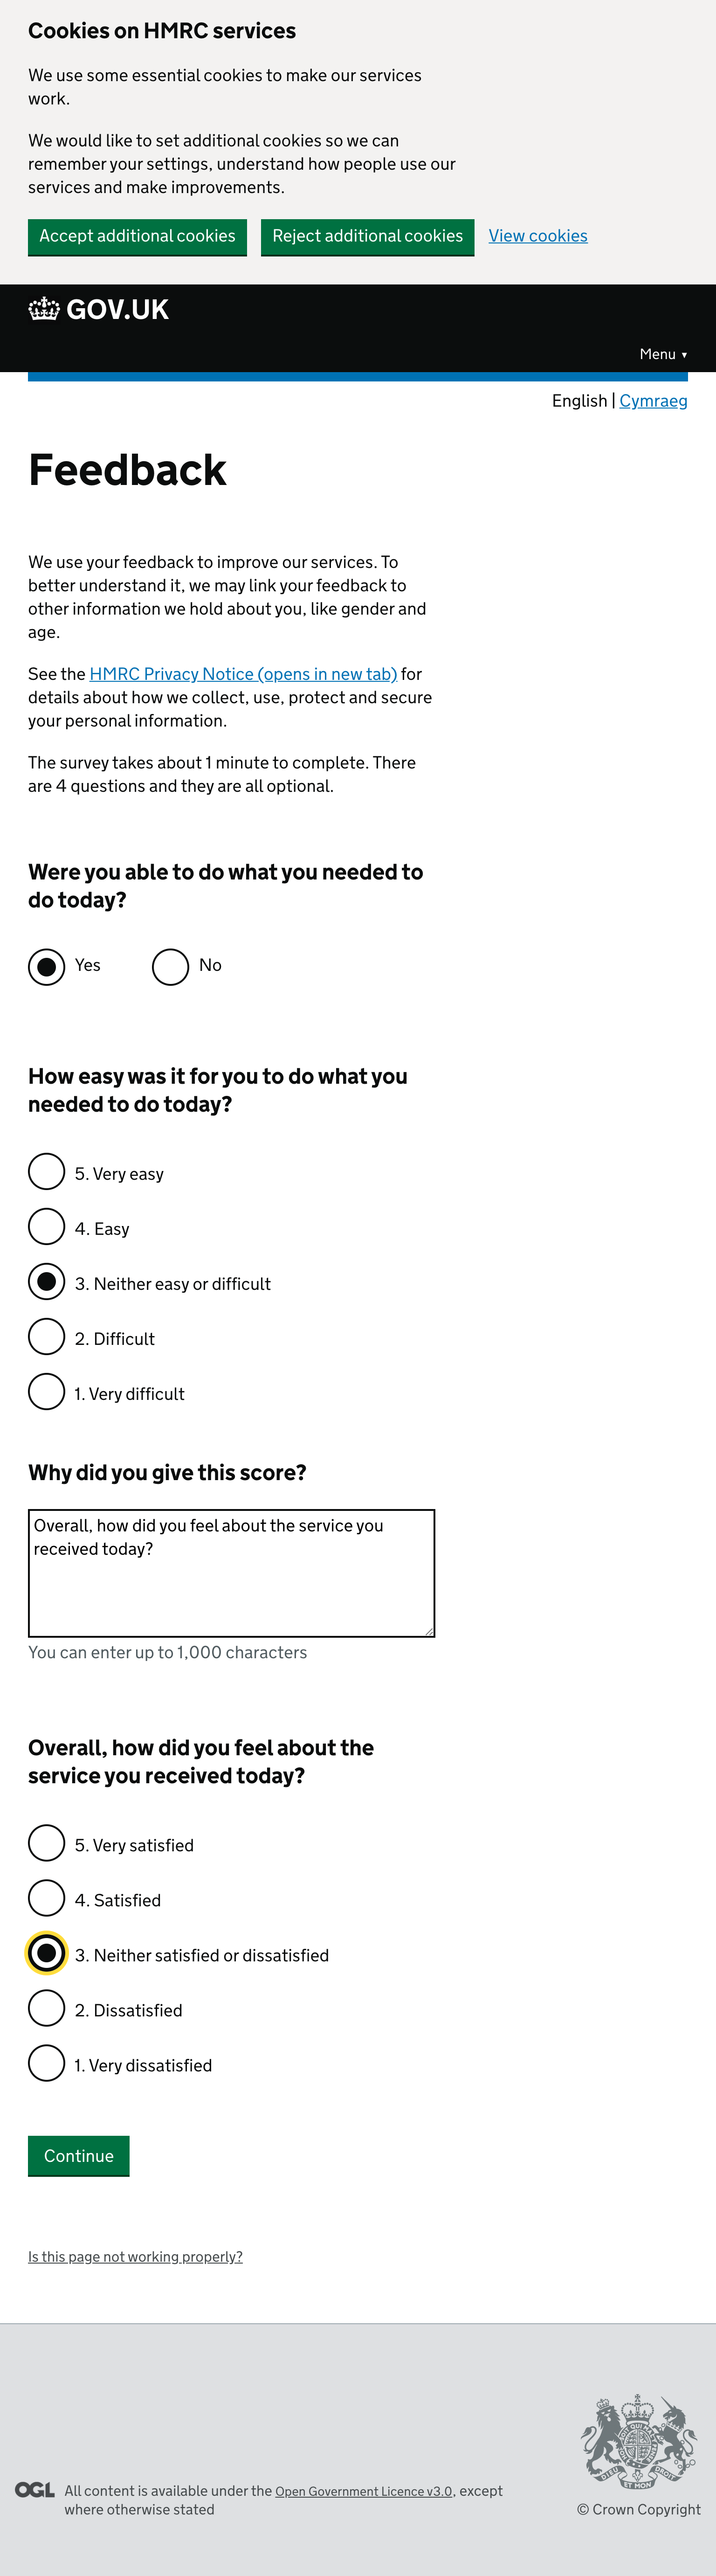 Cookies on HMRC services
We use some essential cookies to make our services
work.
We would like to set additional cookies so we can
remember your settings, understand how people use our
services and make improvements.
Accept additional cookies Reject additional cookies View cookies
GOV.UK
Menu ▼
English | Cymraeg
Feedback
We use your feedback to improve our services. To
better understand it, we may link your feedback to
other information we hold about you, like gender and
age.
See the HMRC Privacy Notice (opens in new tab) for
details about how we collect, use, protect and secure
your personal information.
The survey takes about 1 minute to complete. There
are 4 questions and they are all optional.
Were you able to do what you needed to
do today?
Yes No
How easy was it for you to do what you
needed to do today?
5. Very easy
4. Easy
3. Neither easy or difficult
2. Difficult
1. Very difficult
Why did you give this score?
Overall, how did you feel about the service you
received today?
You can enter up to 1,000 characters
Overall, how did you feel about the
service you received today?
5. Very satisfied
4. Satisfied
3. Neither satisfied or dissatisfied
2. Dissatisfied
1. Very dissatisfied
Continue
Is this page not working properly?
OGL All content is available under the Open Government Licence v3.0, except
where otherwise stated
© Crown Copyright